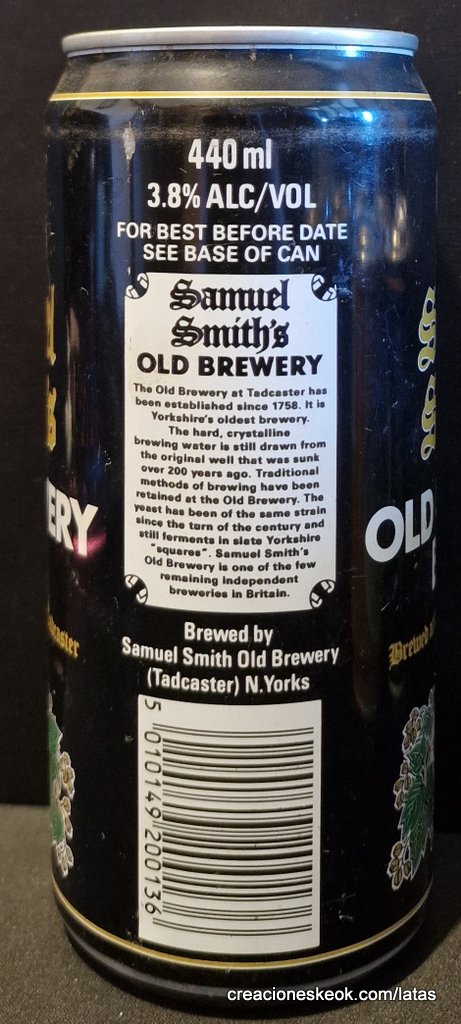 440 ml
3.8% ALC/VOL
FOR BEST BEFORE DATE
SEE BASE OF CAN
Samuel
Smith's
OLD BREWERY
The Old Brewery at Tadcaster has
been established since 1758. It is
Yorkshire's oldest brewery.
The hard, crystalline
brewing water is still drawn from
the original well that was sunk
over 200 years ago. Traditional
methods of brewing have been
retained at the Old Brewery. The
yeast has been of the same strain
since the turn of the century and
still ferments in slate Yorkshire
"squares". Samuel Smith's
Old Brewery is one of the few
remaining independent
breweries in Britain.
ERY
OLD
Brewed by
Samuel Smith Old Brewery
(Tadcaster) N.Yorks
Brewed
5 010149 200136
creacioneskeok.com/latas